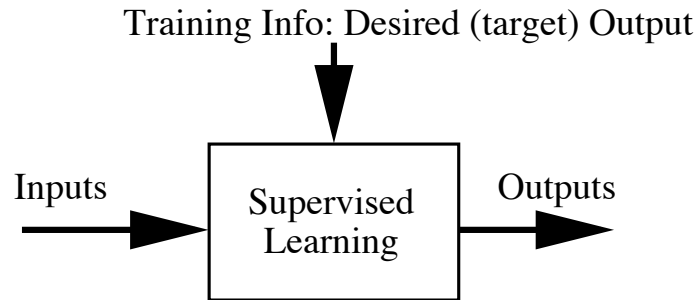 Training Info: Desired (target) Output
Inputs
Supervised
Learning
Outputs